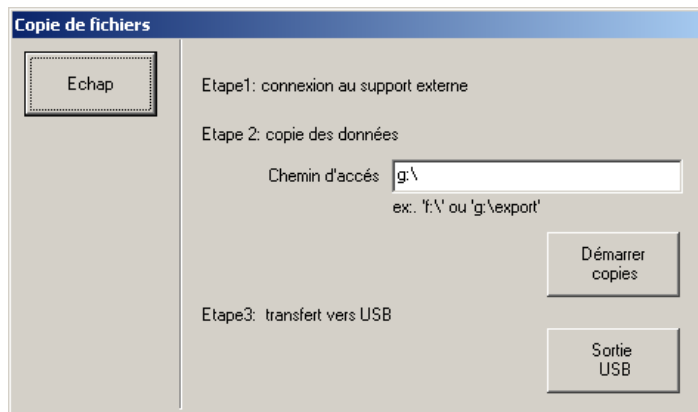 Copie de fichiers
Echap
Etape1: connexion au support externe
Etape 2: copie des données
Chemin d'accés
g:\
ex:. 'f:\' ou 'g:\export'
Démarrer
copies
Etape3:  transfert vers USB
Sortie
USB